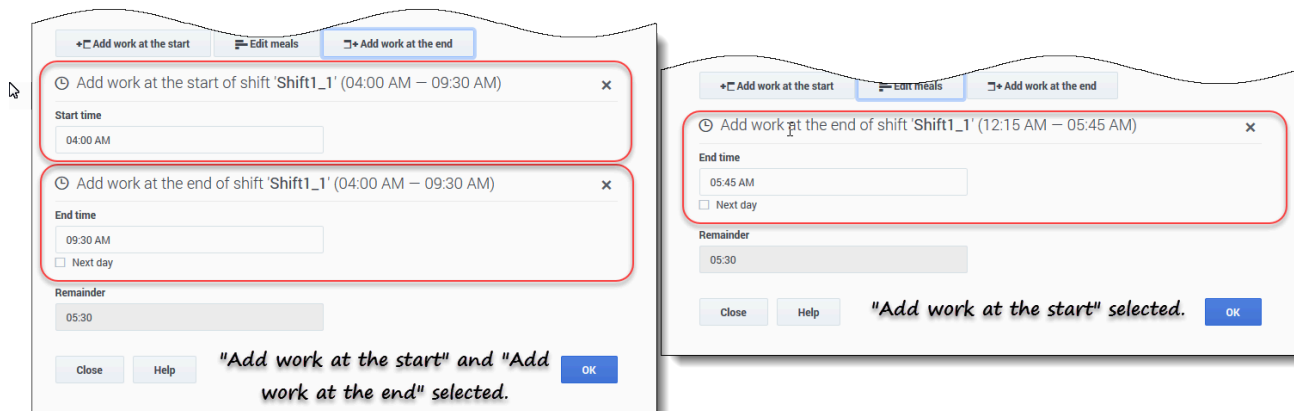 Add work at the start
Edit meals
Add work at the end
Add work at the start of shift 'Shift1_1' (04:00 AM — 09:30 AM)
Start time
04:00 AM
Add work at the end of shift 'Shift1_1' (04:00 AM — 09:30 AM)
End time
09:30 AM
Next day
Remainder
05:30
Close
Help
"Add work at the start" and "Add
work at the end" selected.
OK
Add work at the start
Edit meals
Add work at the end
Add work at the end of shift 'Shift1_1' (12:15 AM — 05:45 AM)
End time
05:45 AM
Next day
Remainder
05:30
Close
Help
"Add work at the start" selected.
OK